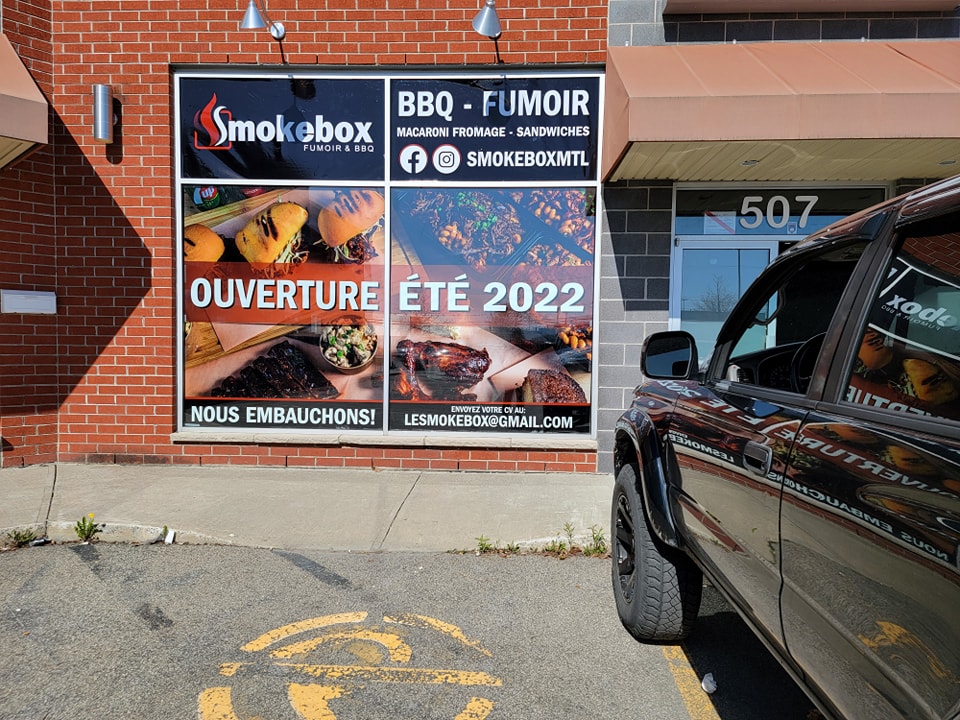 Smokebox
FUMOIR & BBQ
BBQ - FUMOIR
MACARONI FROMAGE - SANDWICHES
SMOKEBOXMTL
OUVERTURE ÉTÉ 2022
NOUS EMBAUCHONS!
ENVOYEZ VOTRE CV AU:
LESMOKEBOX@GMAIL.COM
507